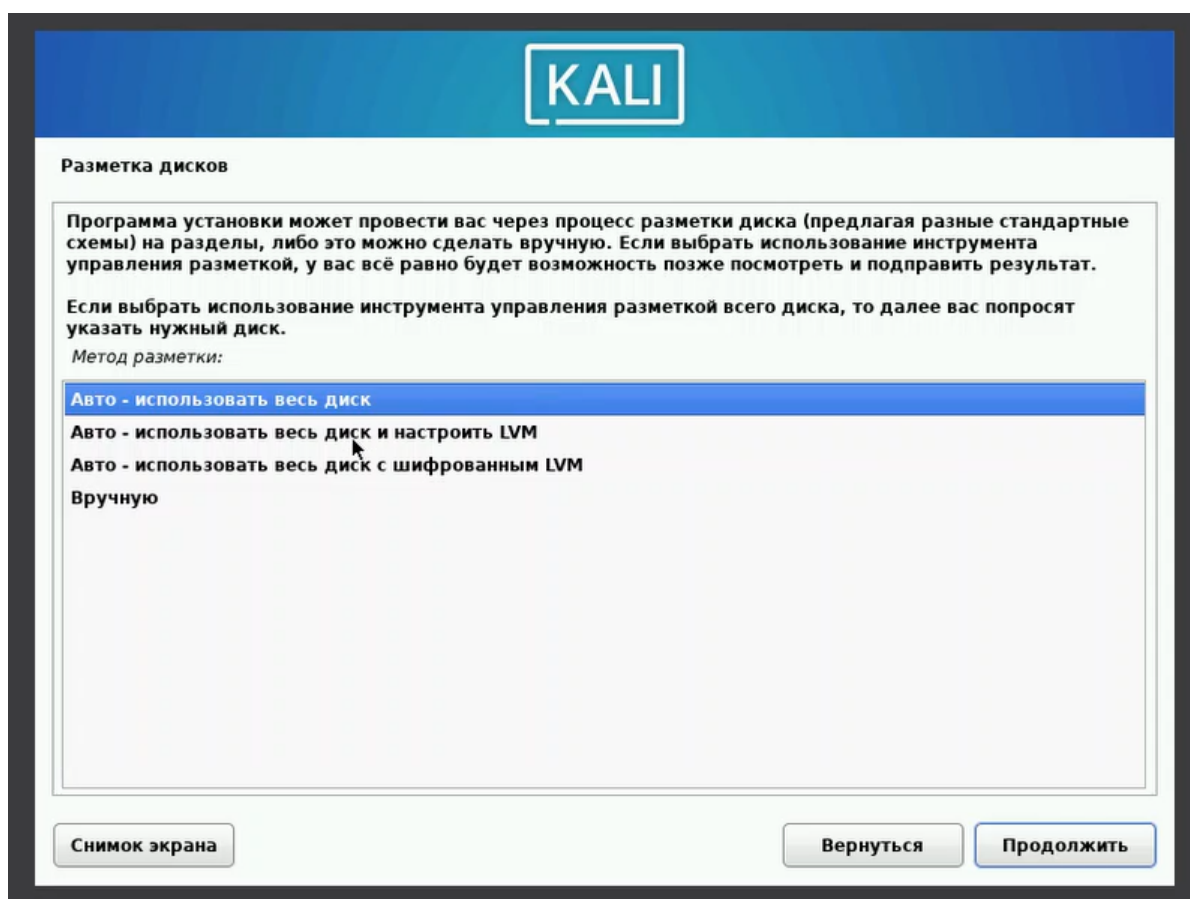 KALI
Разметка дисков
Программа установки может провести вас через процесс разметки диска (предлагая разные стандартные
схемы) на разделы, либо это можно сделать вручную. Если выбрать использование инструмента
управления разметкой, у вас всё равно будет возможность позже посмотреть и подправить результат.
Если выбрать использование инструмента управления разметкой всего диска, то далее вас попросят
указать нужный диск.
Метод разметки:
Авто - использовать весь диск
Авто - использовать весь диск и настроить LVM
Авто - использовать весь диск с шифрованным LVM
Вручную
Снимок экрана
Вернуться
Продолжить